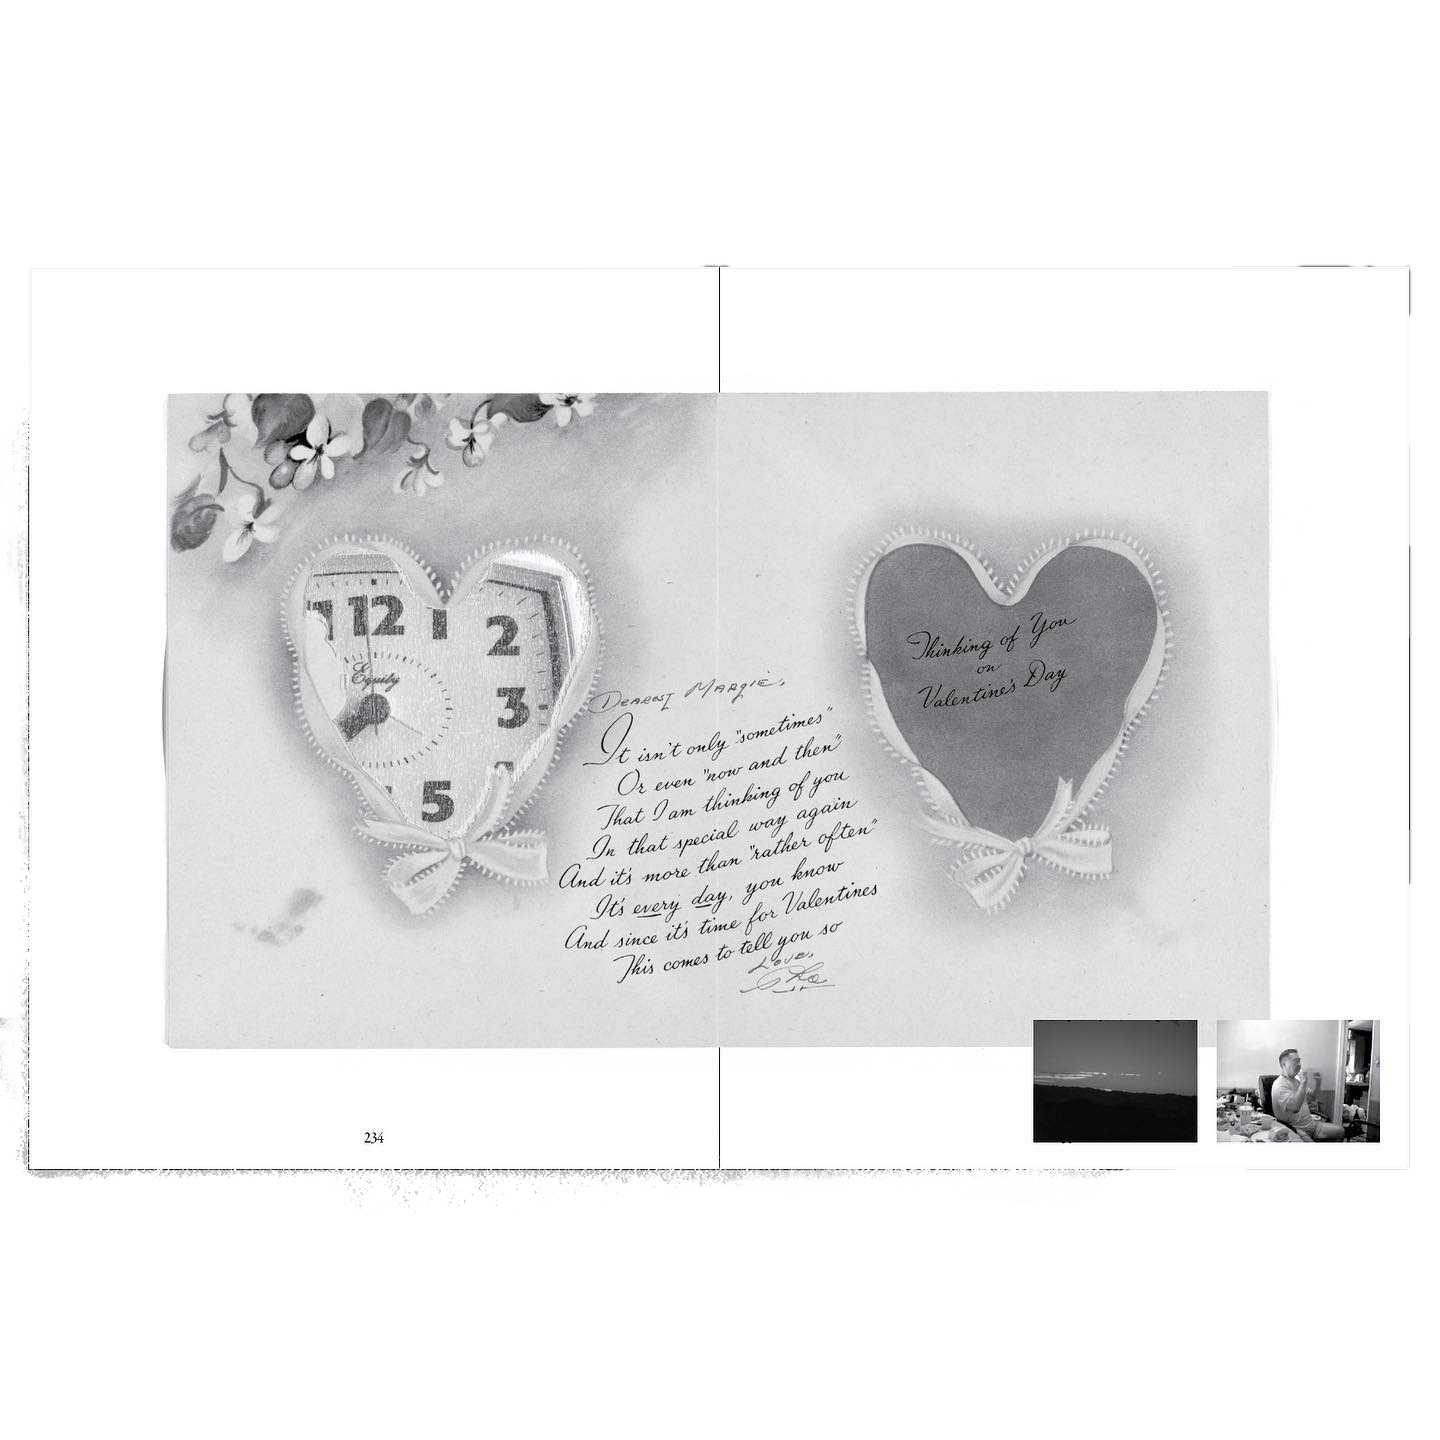 12 1 2
Equity
3
5
Dearest Margie,
It isn't only "sometimes"
Or even "now and then"
That I am thinking of you
In that special way again
And it's more than "rather often"
It's every day, you know
And since it's time for Valentines
This comes to tell you so
Love,
Thinking of You
on
Valentine's Day
234